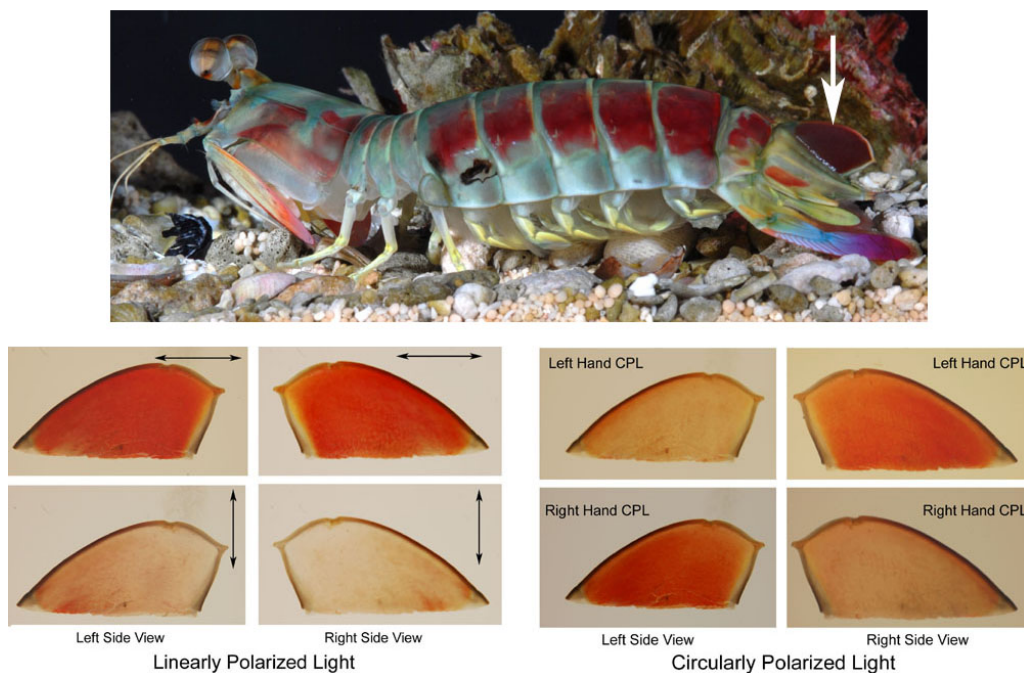 Left Hand CPL
Left Hand CPL
Right Hand CPL
Right Hand CPL
Left Side View
Right Side View
Left Side View
Right Side View
Linearly Polarized Light
Circularly Polarized Light